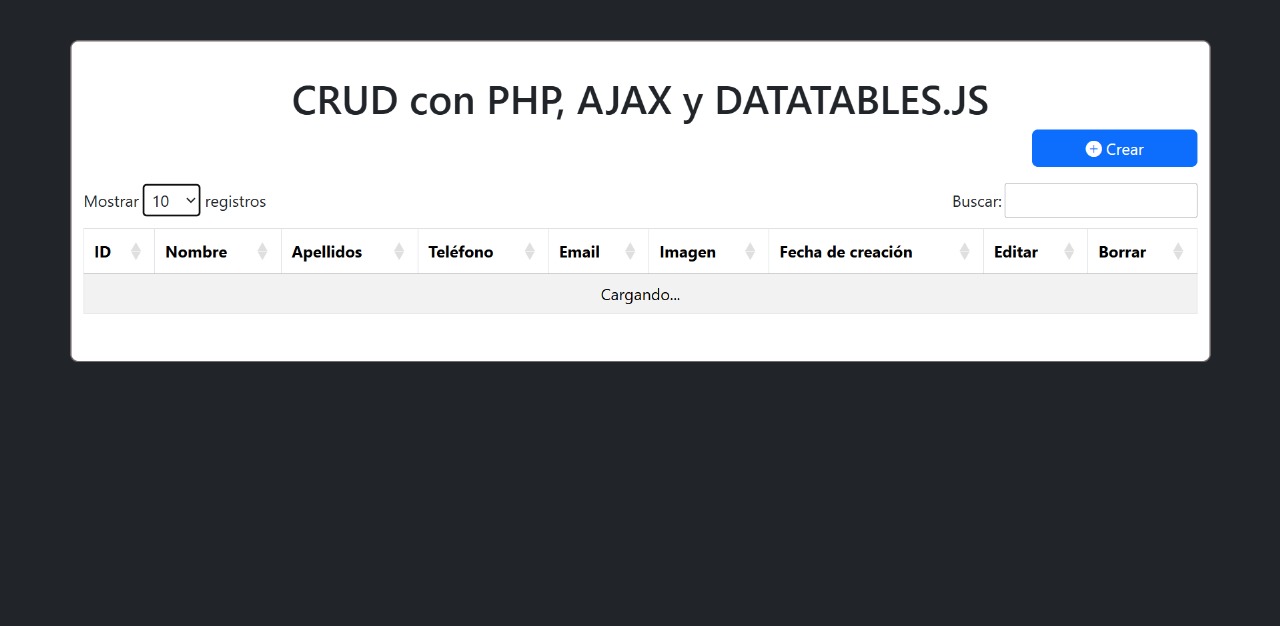 CRUD con PHP, AJAX y DATATABLES.JS
Crear
Mostrar 10 registros Buscar:
ID Nombre Apellidos Teléfono Email Imagen Fecha de creación Editar Borrar
Cargando...